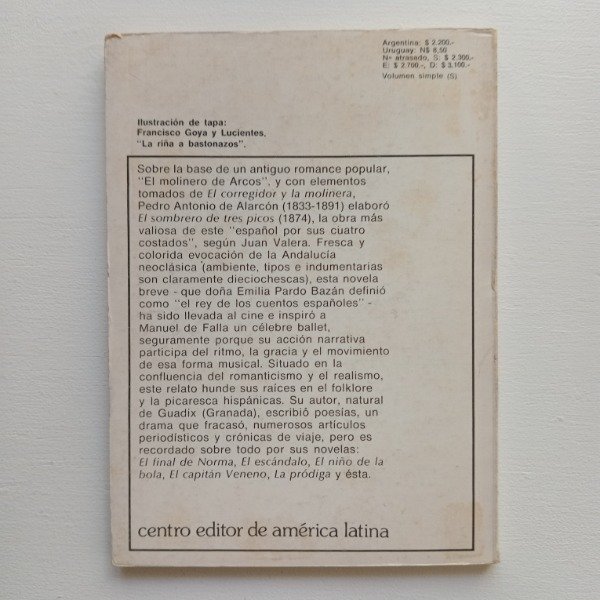 Argentina: $ 2.200.-
Uruguay: N$ 8,50
Nº atrasado, S: $ 2.300.-
E: $ 2.700.-, D: $ 3.100.-
Volumen simple (S)
Ilustración de tapa:
Francisco Goya y Lucientes,
"La riña a bastonazos".
Sobre la base de un antiguo romance popular,
"El molinero de Arcos", y con elementos
tomados de El corregidor y la molinera,
Pedro Antonio de Alarcón (1833-1891) elaboró
El sombrero de tres picos (1874), la obra más
valiosa de este "español por sus cuatro
costados", según Juan Valera. Fresca y
colorida evocación de la Andalucía
neoclásica (ambiente, tipos e indumentarias
son claramente dieciochescas), esta novela
breve - que doña Emilia Pardo Bazán definió
como "el rey de los cuentos españoles" -
ha sido llevada al cine e inspiró a
Manuel de Falla un célebre ballet,
seguramente porque su acción narrativa
participa del ritmo, la gracia y el movimiento
de esa forma musical. Situado en la
confluencia del romanticismo y el realismo,
este relato hunde sus raíces en el folklore
y la picaresca hispánicas. Su autor, natural
de Guadix (Granada), escribió poesías, un
drama que fracasó, numerosos artículos
periodísticos y crónicas de viaje, pero es
recordado sobre todo por sus novelas:
El final de Norma, El escándalo, El niño de la
bola, El capitán Veneno, La pródiga y ésta.
centro editor de américa latina